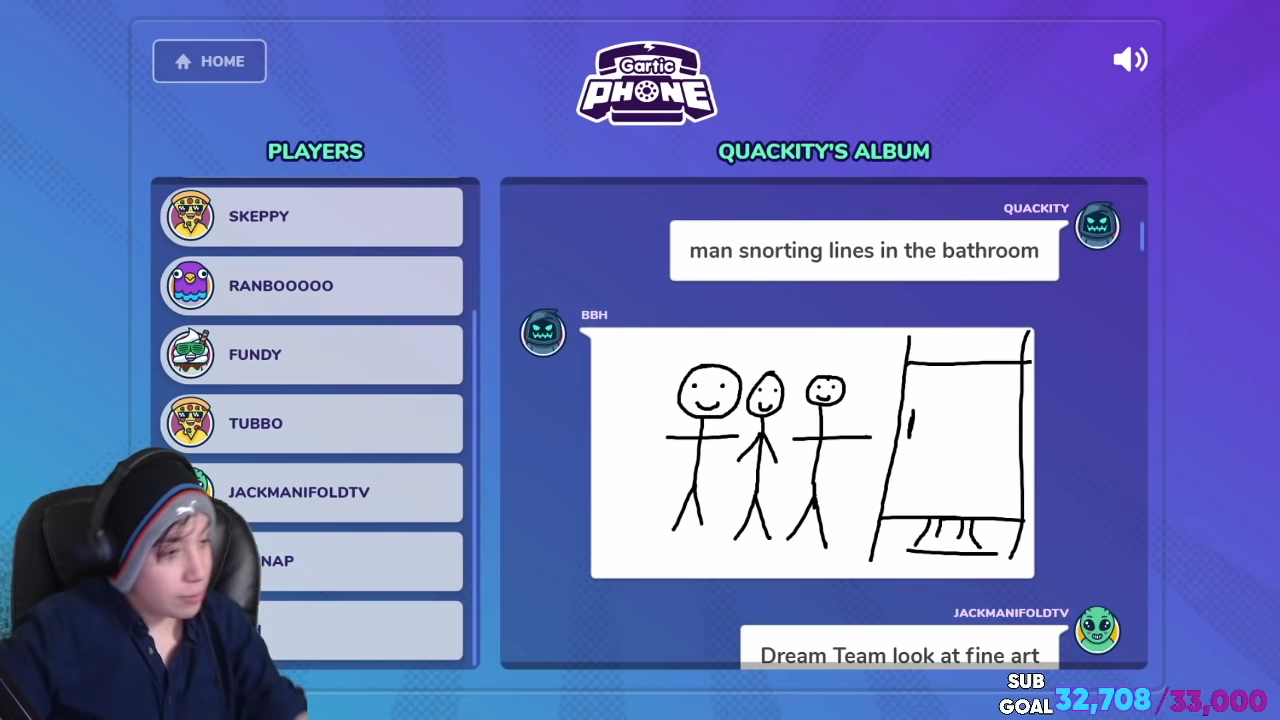 HOME
Gartic
PHONE
PLAYERS
QUACKITY'S ALBUM
SKEPPY
RANBOOOOO
FUNDY
TUBBO
JACKMANIFOLDTV
NAP
QUACKITY
man snorting lines in the bathroom
BBH
JACKMANIFOLDTV
Dream Team look at fine art
SUB
GOAL 32,708/33,000